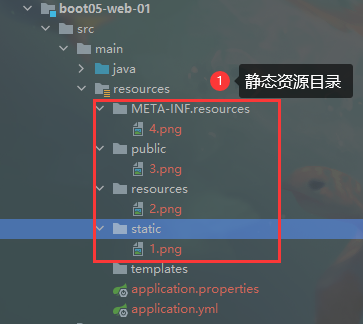 boot05-web-01
src
main
java
1 静态资源目录
resources
META-INF.resources
4.png
public
3.png
resources
2.png
static
1.png
templates
application.properties
application.yml